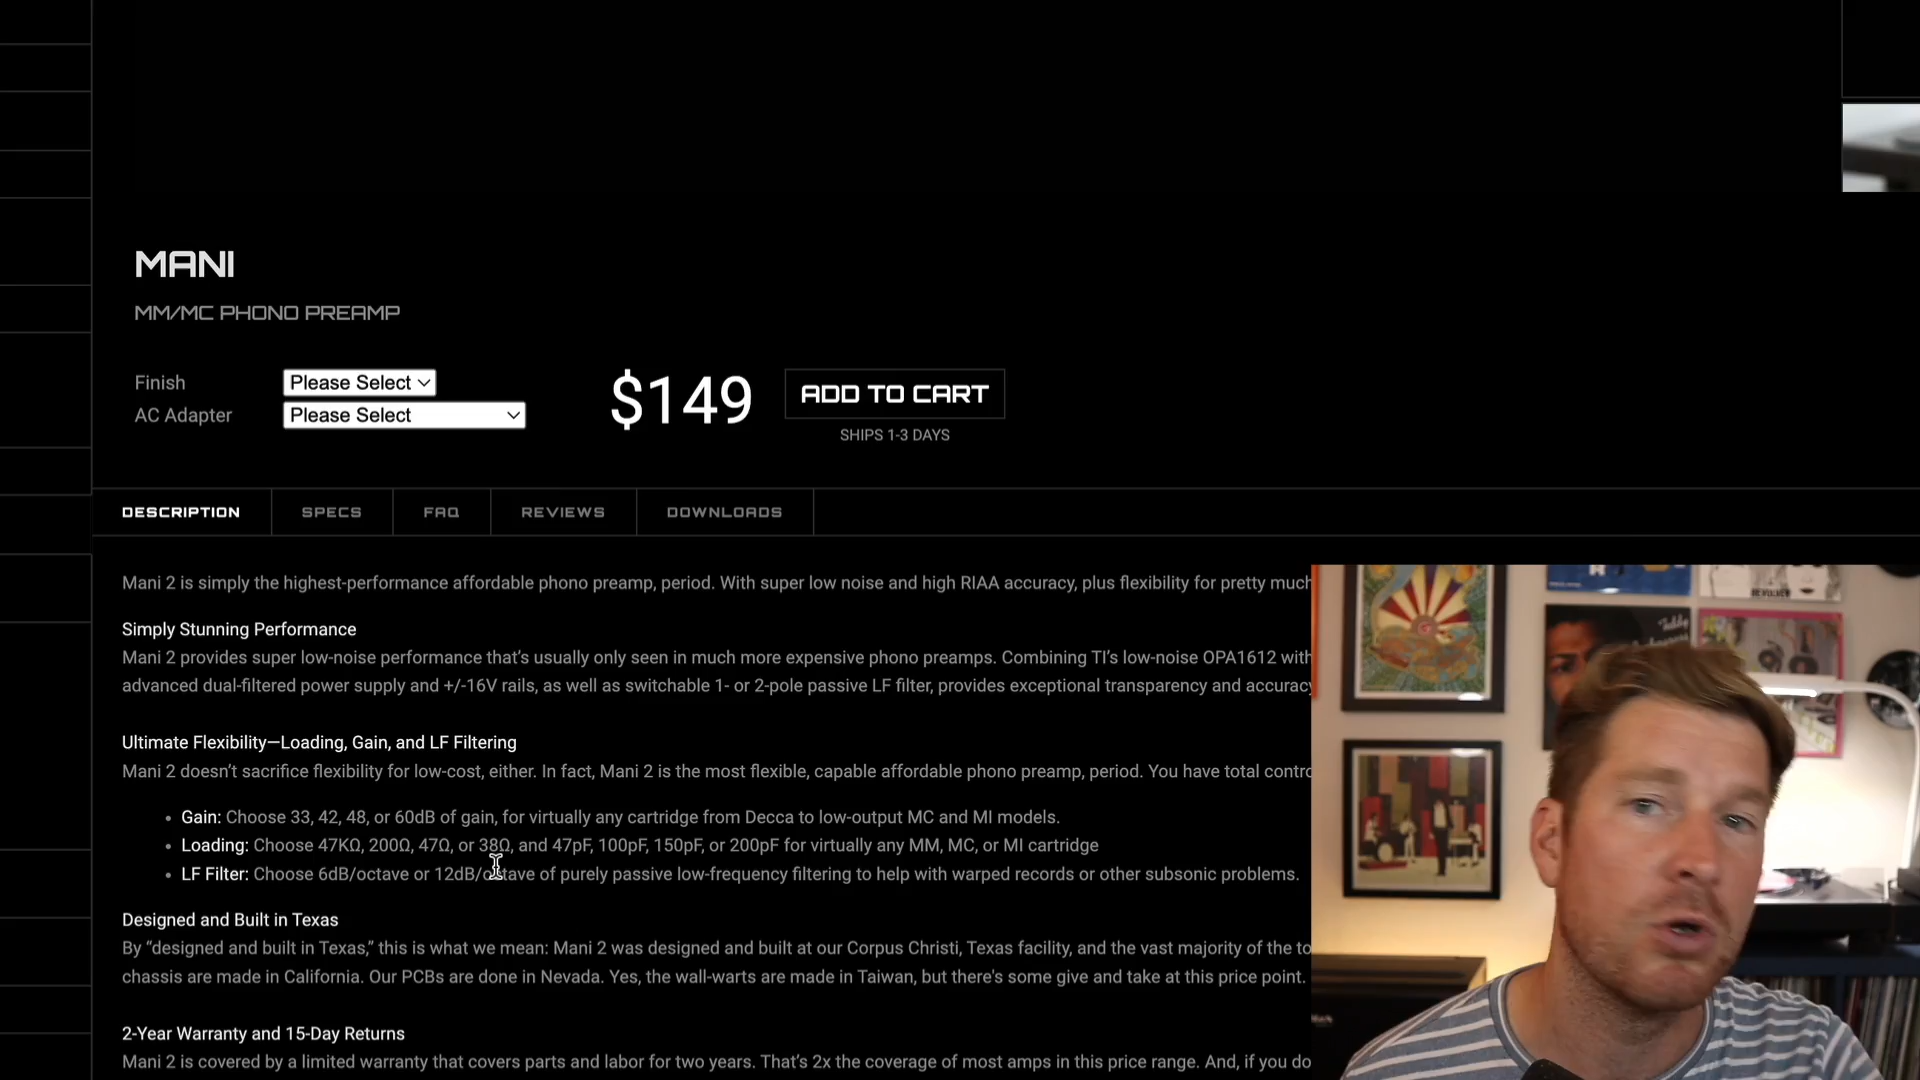 MANI
MM/MC PHONO PREAMP
Finish
Please Select
AC Adapter
Please Select
$149
ADD TO CART
SHIPS 1-3 DAYS
DESCRIPTION
SPECS
FAQ
REVIEWS
DOWNLOADS
Mani 2 is simply the highest-performance affordable phono preamp, period. With super low noise and high RIAA accuracy, plus flexibility for pretty much
Simply Stunning Performance
Mani 2 provides super low-noise performance that’s usually only seen in much more expensive phono preamps. Combining TI’s low-noise OPA1612 with
advanced dual-filtered power supply and +/-16V rails, as well as switchable 1- or 2-pole passive LF filter, provides exceptional transparency and accuracy
Ultimate Flexibility—Loading, Gain, and LF Filtering
Mani 2 doesn’t sacrifice flexibility for low-cost, either. In fact, Mani 2 is the most flexible, capable affordable phono preamp, period. You have total contro
• Gain: Choose 33, 42, 48, or 60dB of gain, for virtually any cartridge from Decca to low-output MC and MI models.
• Loading: Choose 47KΩ, 200Ω, 47Ω, or 38Ω, and 47pF, 100pF, 150pF, or 200pF for virtually any MM, MC, or MI cartridge
• LF Filter: Choose 6dB/octave or 12dB/octave of purely passive low-frequency filtering to help with warped records or other subsonic problems.
Designed and Built in Texas
By “designed and built in Texas,” this is what we mean: Mani 2 was designed and built at our Corpus Christi, Texas facility, and the vast majority of the to
chassis are made in California. Our PCBs are done in Nevada. Yes, the wall-warts are made in Taiwan, but there's some give and take at this price point.
2-Year Warranty and 15-Day Returns
Mani 2 is covered by a limited warranty that covers parts and labor for two years. That’s 2x the coverage of most amps in this price range. And, if you do
REVOLVER
Teddy